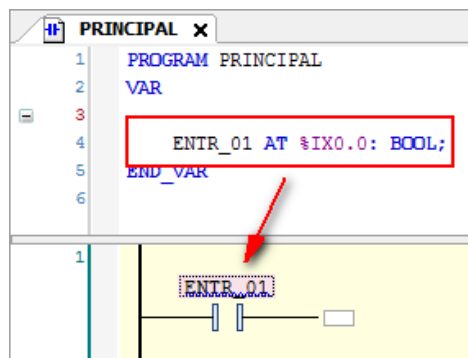 PRINCIPAL X
1 PROGRAM PRINCIPAL
2 VAR
3
4 ENTR_01 AT %IX0.0: BOOL;
5 END_VAR
6
1
ENTR_01